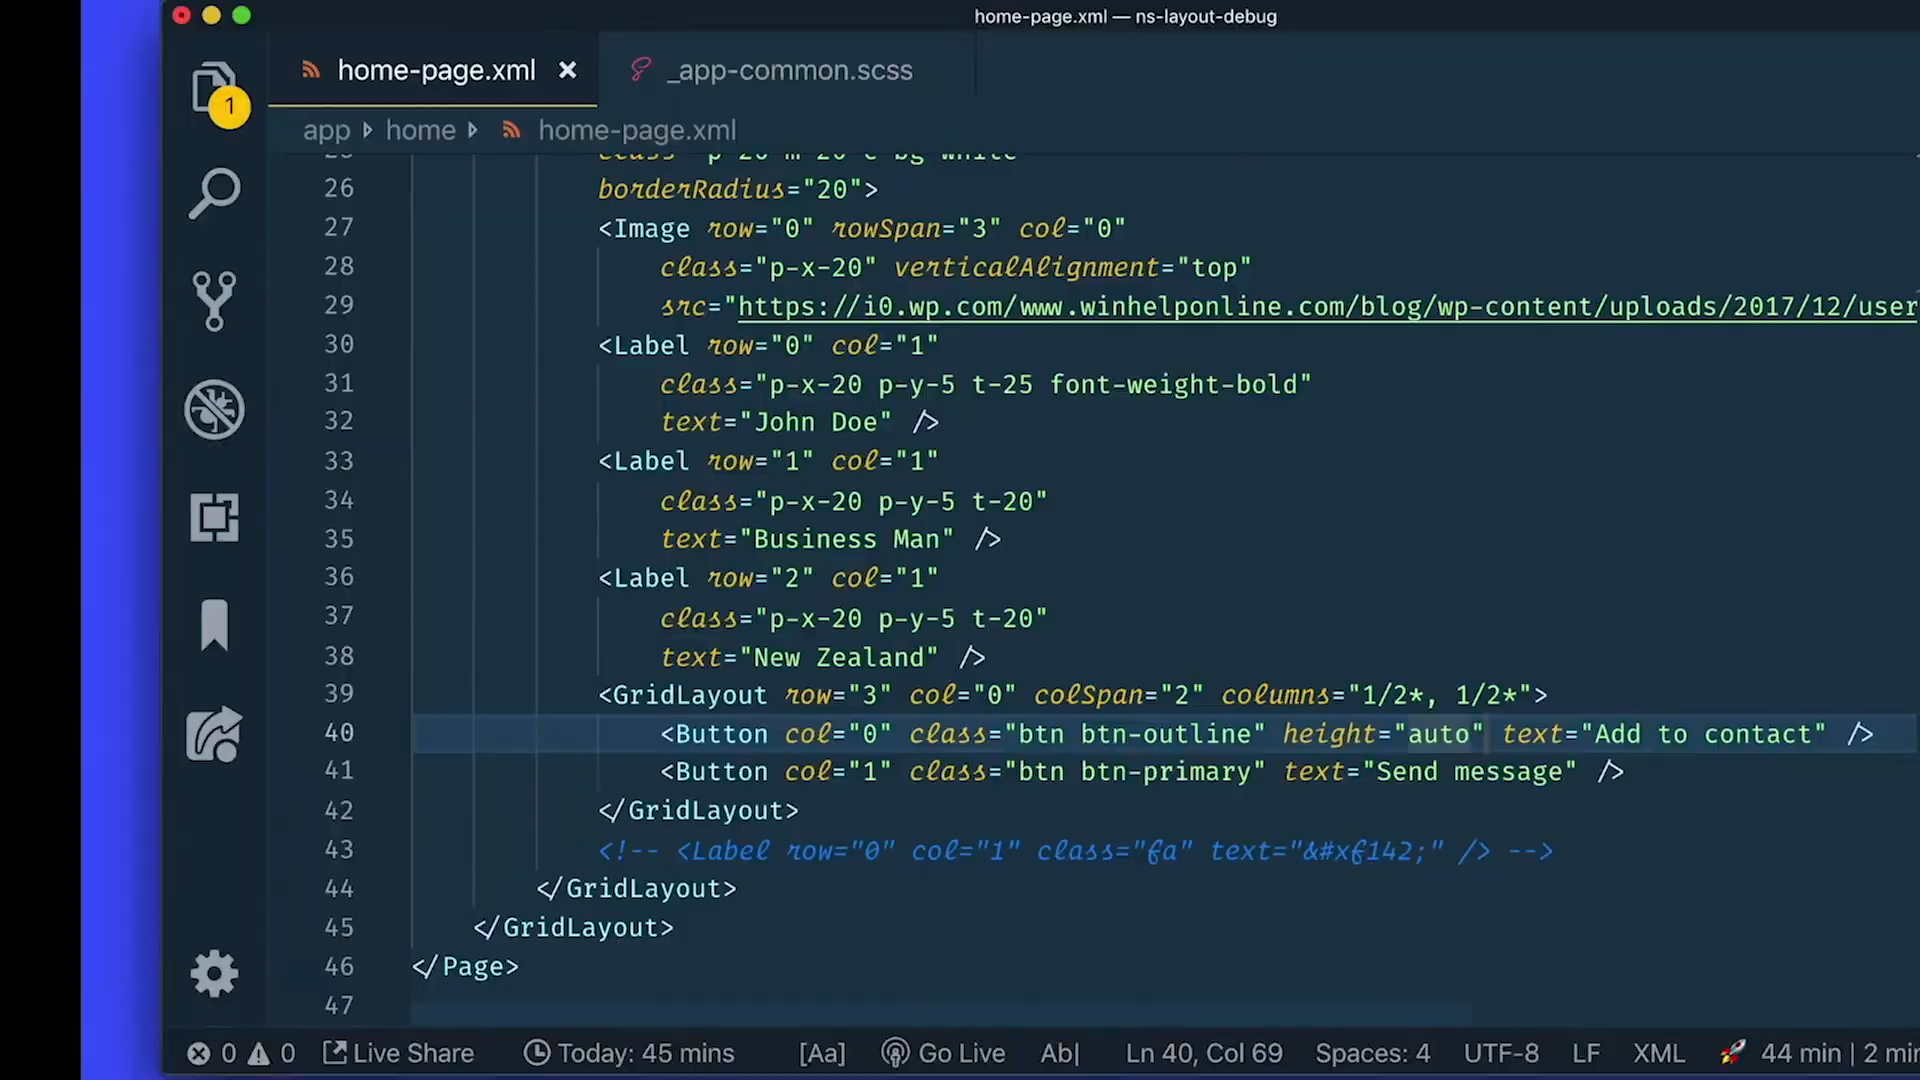 home-page.xml — ns-layout-debug
home-page.xml × _app-common.scss
1
app home home-page.xml
26 borderRadius="20">
27 <Image row="0" rowSpan="3" col="0"
28 class="p-x-20" verticalAlignment="top"
29 src="https://i0.wp.com/www.winhelponline.com/blog/wp-content/uploads/2017/12/user
30 <Label row="0" col="1"
31 class="p-x-20 p-y-5 t-25 font-weight-bold"
32 text="John Doe" />
33 <Label row="1" col="1"
34 class="p-x-20 p-y-5 t-20"
35 text="Business Man" />
36 <Label row="2" col="1"
37 class="p-x-20 p-y-5 t-20"
38 text="New Zealand" />
39 <GridLayout row="3" col="0" colSpan="2" columns="1/2*, 1/2*">
40 <Button col="0" class="btn btn-outline" height="auto" text="Add to contact" />
41 <Button col="1" class="btn btn-primary" text="Send message" />
42 </GridLayout>
43 <!-- <Label row="0" col="1" class="fa" text="&#xf142;" /> -->
44 </GridLayout>
45 </GridLayout>
46 </Page>
47
0 0 Live Share Today: 45 mins [Aa] Go Live Ab| Ln 40, Col 69 Spaces: 4 UTF-8 LF XML 44 min | 2 min